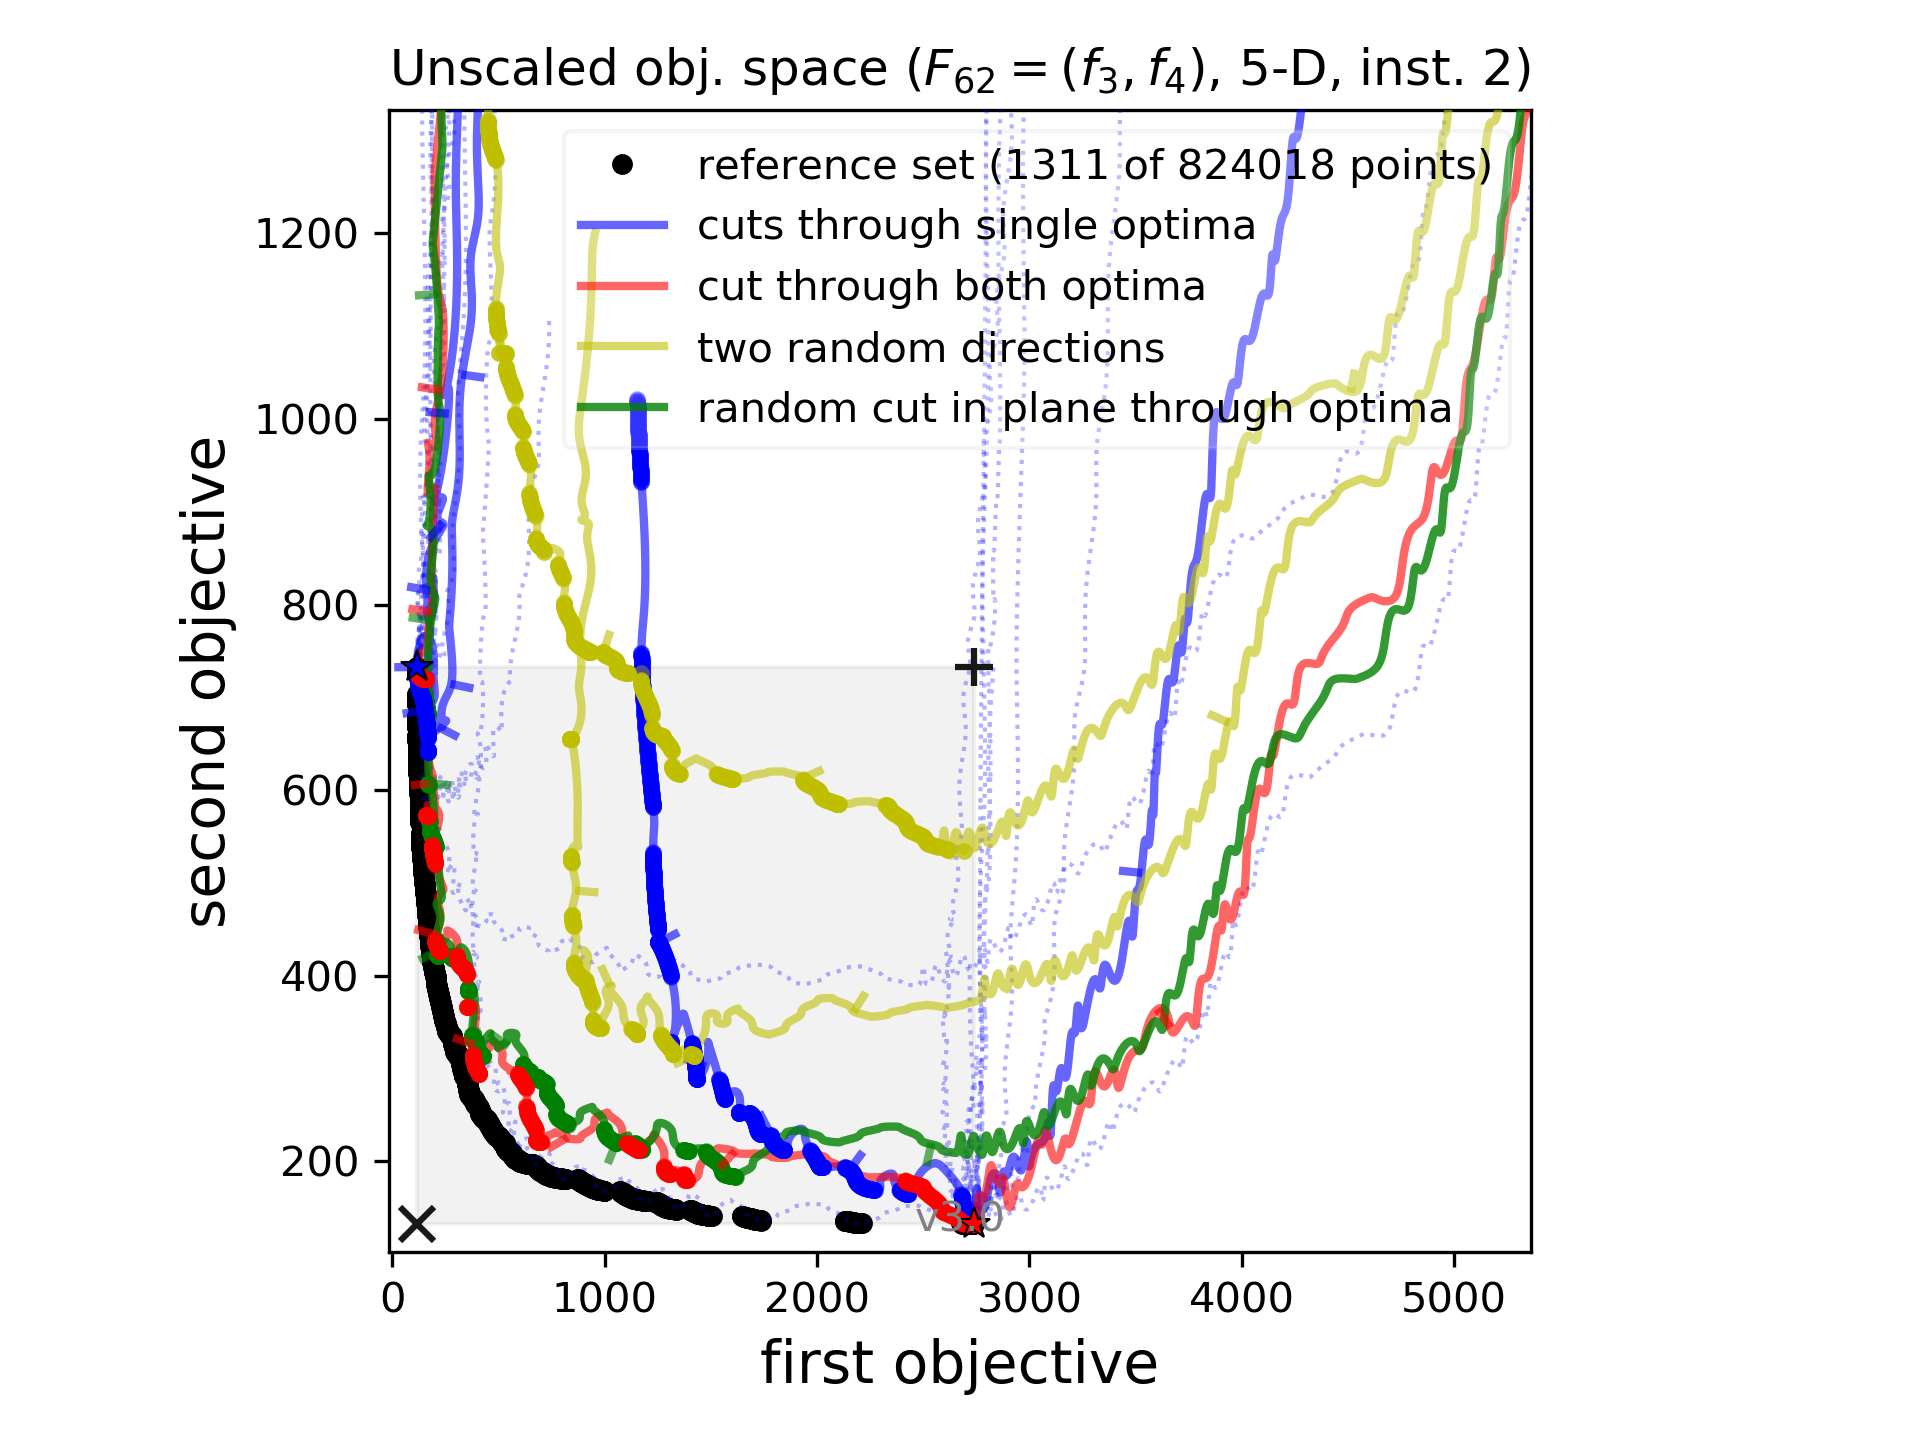 Unscaled obj. space (F₆₂ = (f₃, f₄), 5-D, inst. 2)
reference set (1311 of 824018 points)
cuts through single optima
cut through both optima
two random directions
random cut in plane through optima
second objective
1200
1000
800
600
400
200
0 1000 2000 3000 4000 5000
first objective